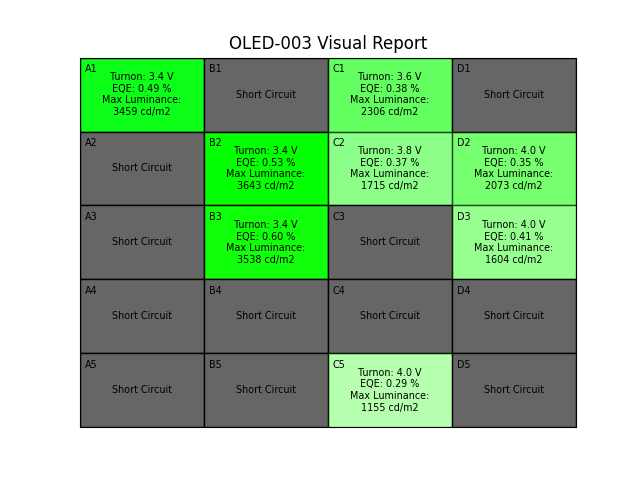 OLED-003 Visual Report
A1
Turnon: 3.4 V
EQE: 0.49 %
Max Luminance:
3459 cd/m2
B1
Short Circuit
C1
Turnon: 3.6 V
EQE: 0.38 %
Max Luminance:
2306 cd/m2
D1
Short Circuit
A2
Short Circuit
B2
Turnon: 3.4 V
EQE: 0.53 %
Max Luminance:
3643 cd/m2
C2
Turnon: 3.8 V
EQE: 0.37 %
Max Luminance:
1715 cd/m2
D2
Turnon: 4.0 V
EQE: 0.35 %
Max Luminance:
2073 cd/m2
A3
Short Circuit
B3
Turnon: 3.4 V
EQE: 0.60 %
Max Luminance:
3538 cd/m2
C3
Short Circuit
D3
Turnon: 4.0 V
EQE: 0.41 %
Max Luminance:
1604 cd/m2
A4
Short Circuit
B4
Short Circuit
C4
Short Circuit
D4
Short Circuit
A5
Short Circuit
B5
Short Circuit
C5
Turnon: 4.0 V
EQE: 0.29 %
Max Luminance:
1155 cd/m2
D5
Short Circuit